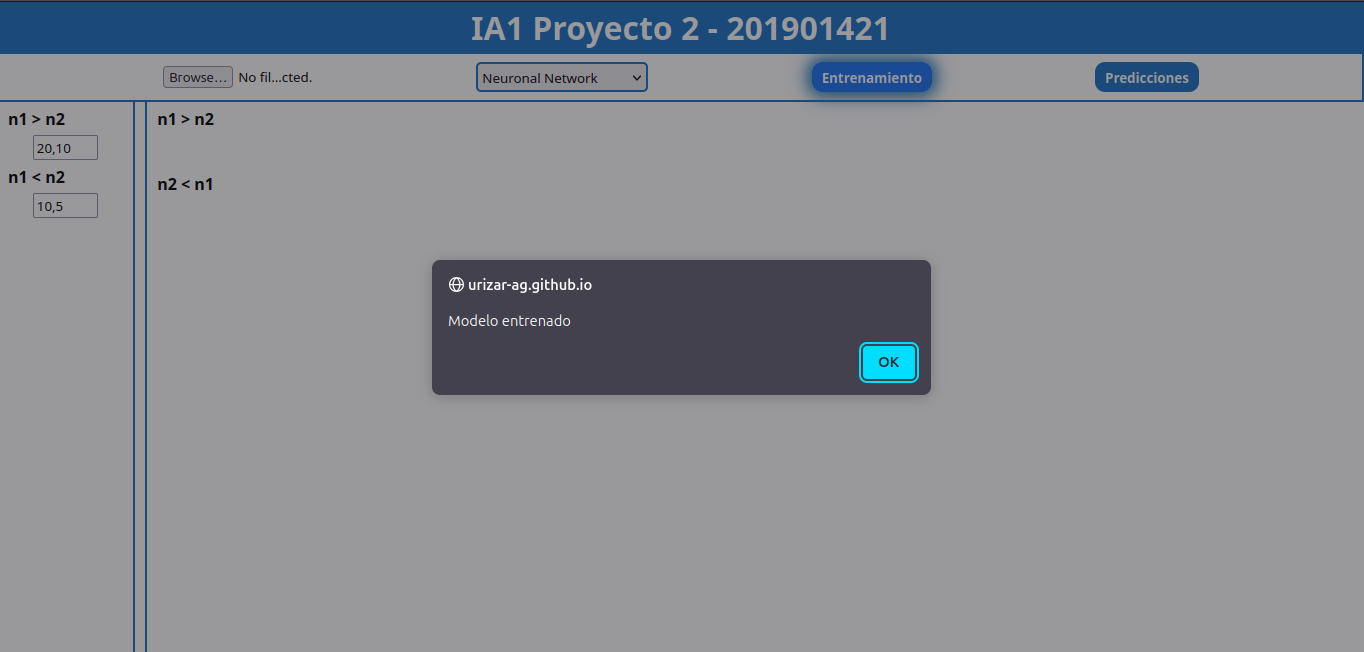 IA1 Proyecto 2 - 201901421
Browse... No fil...cted. Neuronal Network Entrenamiento Predicciones
n1 > n2
20,10
n1 < n2
10,5
n1 > n2
n2 < n1
urizar-ag.github.io
Modelo entrenado
OK